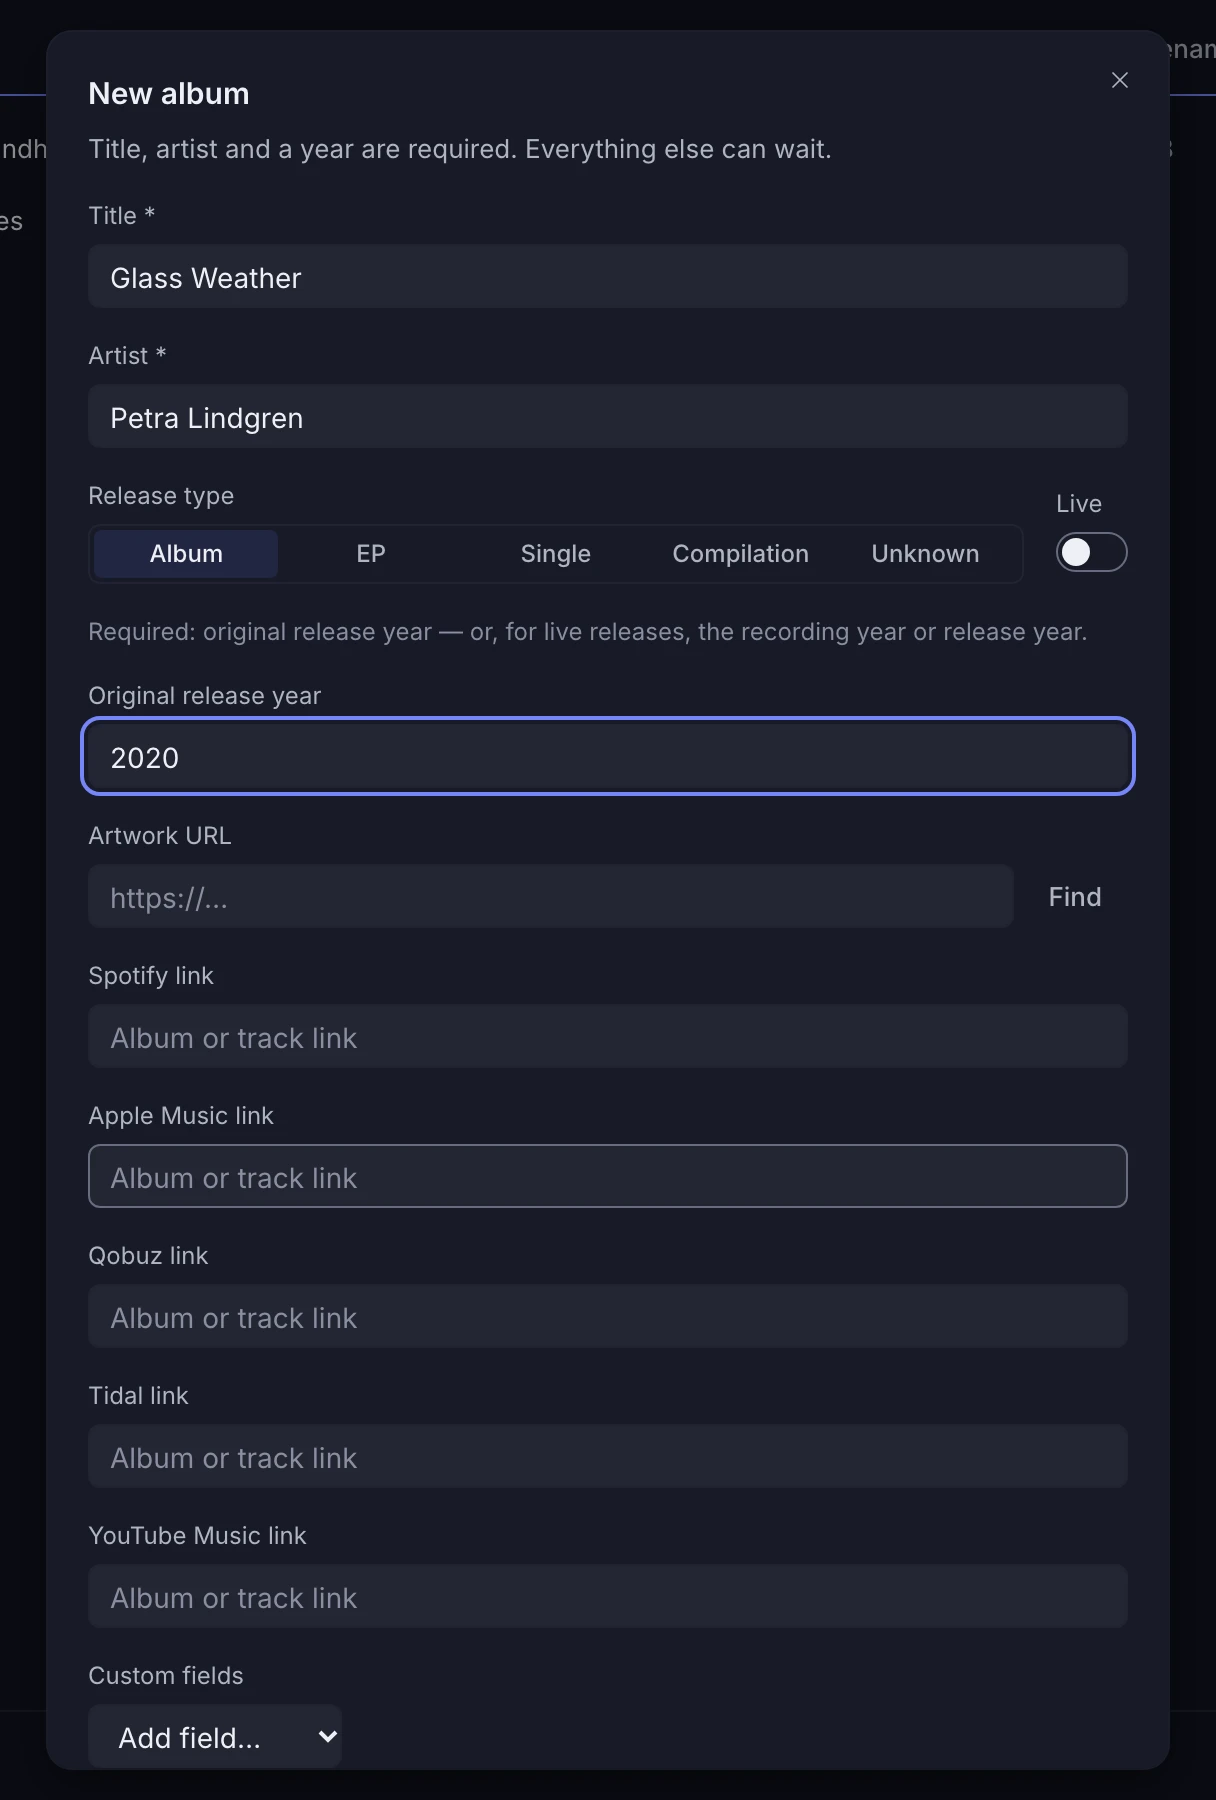 New album
Title, artist and a year are required. Everything else can wait.
Title *
Glass Weather
Artist *
Petra Lindgren
Release type
Live
Album EP Single Compilation Unknown
Required: original release year — or, for live releases, the recording year or release year.
Original release year
2020
Artwork URL
https://...
Find
Spotify link
Album or track link
Apple Music link
Album or track link
Qobuz link
Album or track link
Tidal link
Album or track link
YouTube Music link
Album or track link
Custom fields
Add field...